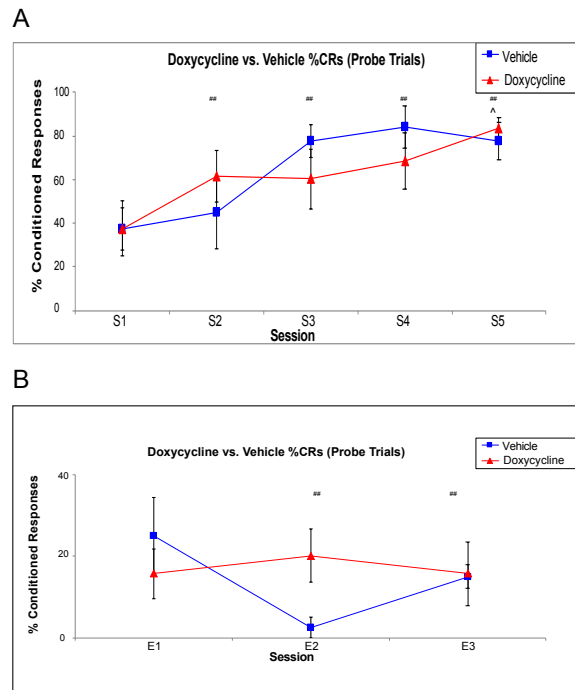 A
Doxycycline vs. Vehicle %CRs (Probe Trials)
Vehicle
Doxycycline
% Conditioned Responses
100
80
60
40
20
0
## ## ## ##
^
S1 S2 S3 S4 S5
Session
B
Doxycycline vs. Vehicle %CRs (Probe Trials)
Vehicle
Doxycycline
% Conditioned Responses
40
20
0
## ##
E1 E2 E3
Session